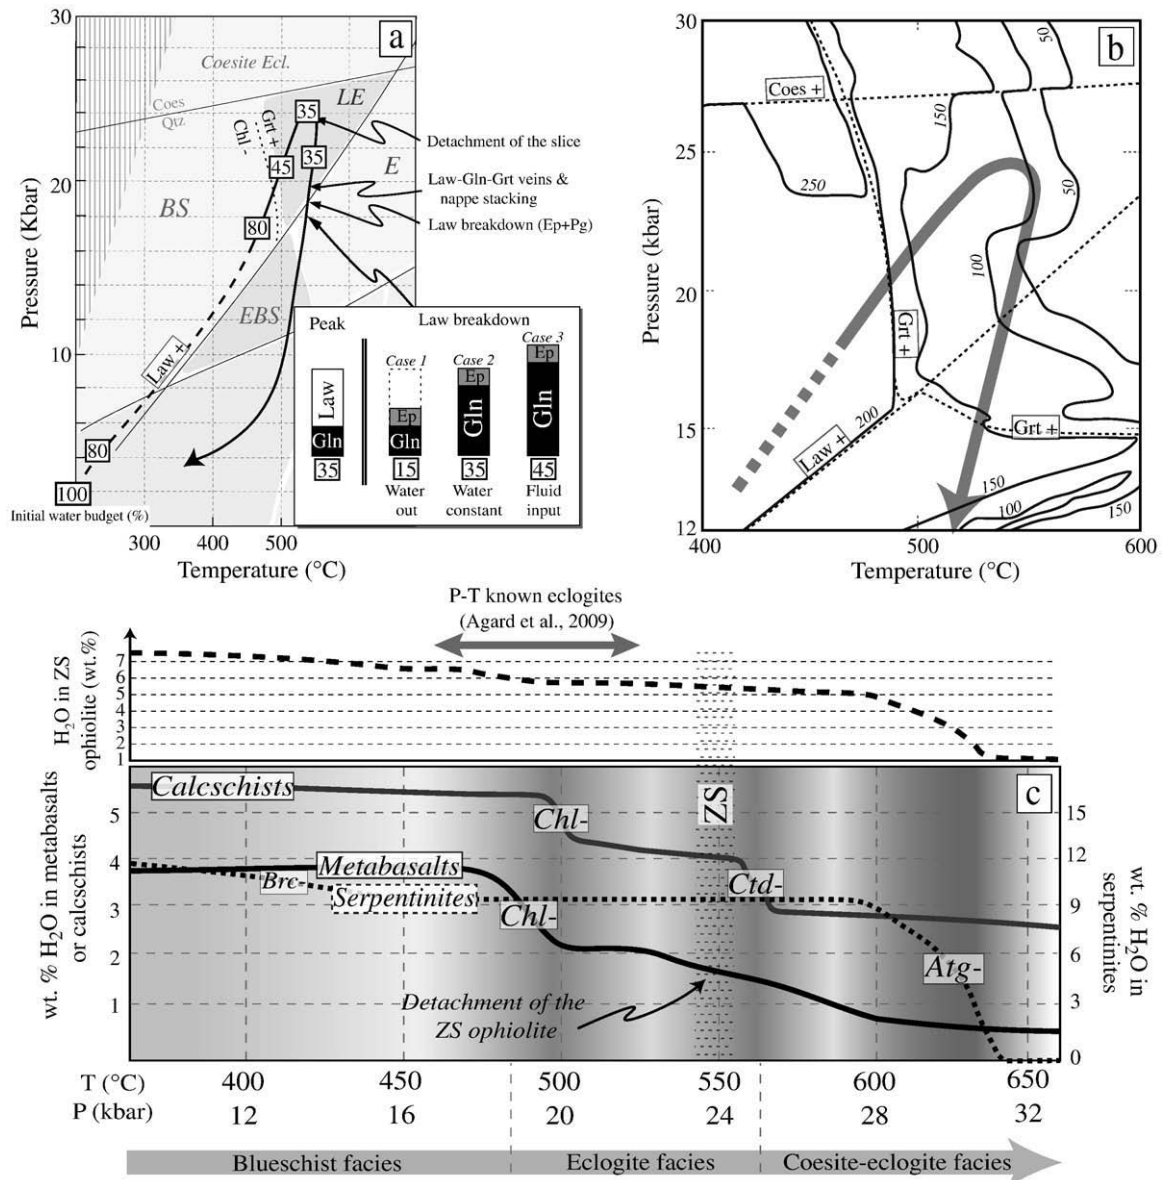 a
Pressure (Kbar)
30
20
10
Coesite Ecl.
Coes
Qtz
Grt +
Chl -
LE
E
BS
EBS
Law +
35
35
45
80
80
100
Detachment of the slice
Law-Gln-Grt veins &
nappe stacking
Law breakdown (Ep+Pg)
Initial water budget (%)
300
400
500
Temperature (°C)
Peak
Law breakdown
Case 1
Case 2
Case 3
Law
Gln
35
Ep
Gln
15
Ep
Gln
35
Ep
Gln
45
Water
out
Water
constant
Fluid
input
b
Pressure (kbar)
30
25
20
15
12
Coes +
50
150
250
50
100
Grt +
Law +
200
Grt +
150
100
150
400
500
600
Temperature (°C)
P-T known eclogites
(Agard et al., 2009)
H2O in ZS
ophiolite (wt.%)
7
6
5
4
3
2
1
c
wt. % H2O in metabasalts
or calcschists
5
4
3
2
1
Calcschists
Chl-
ZS
Metabasalts
Brc-
Serpentinites
Chl-
Ctd-
Atg-
Detachment of the
ZS ophiolite
15
12
9
6
3
0
wt. % H2O in
serpentinites
T (°C) 400 450 500 550 600 650
P (kbar) 12 16 20 24 28 32
Blueschist facies Eclogite facies Coesite-eclogite facies